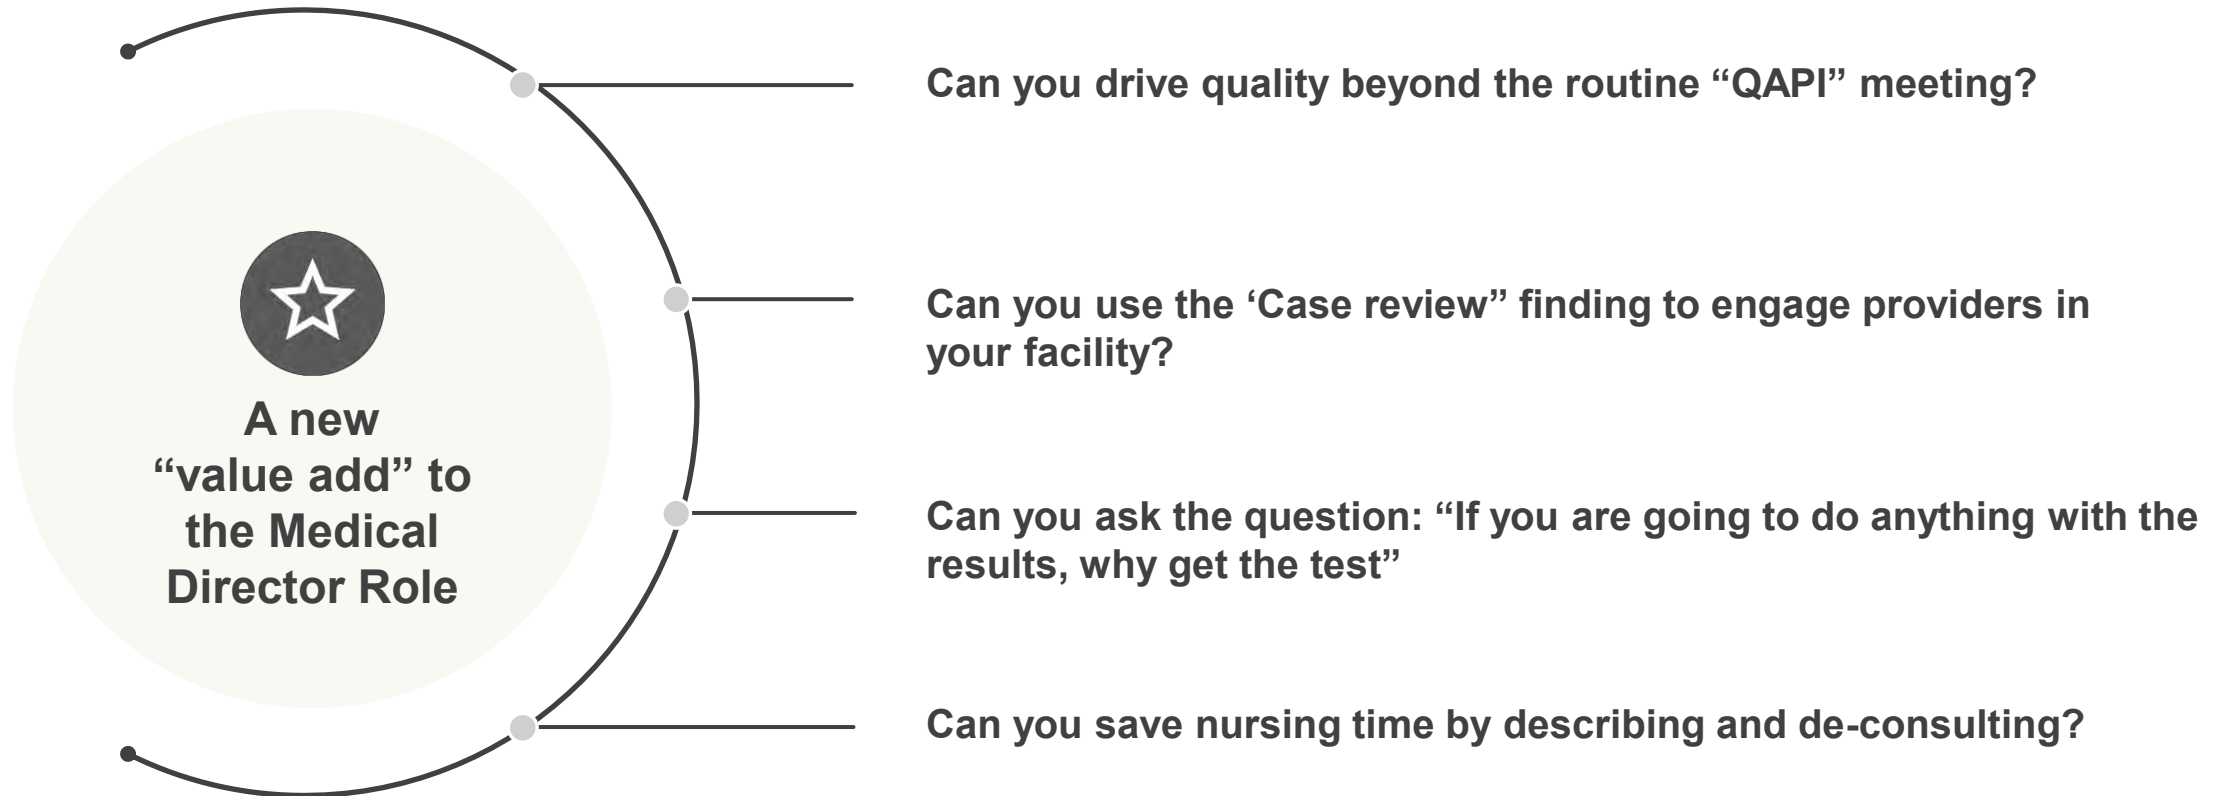 A new
“value add” to
the Medical
Director Role
Can you drive quality beyond the routine “QAPI” meeting?
Can you use the ‘Case review” finding to engage providers in
your facility?
Can you ask the question: “If you are going to do anything with the
results, why get the test”
Can you save nursing time by describing and de-consulting?